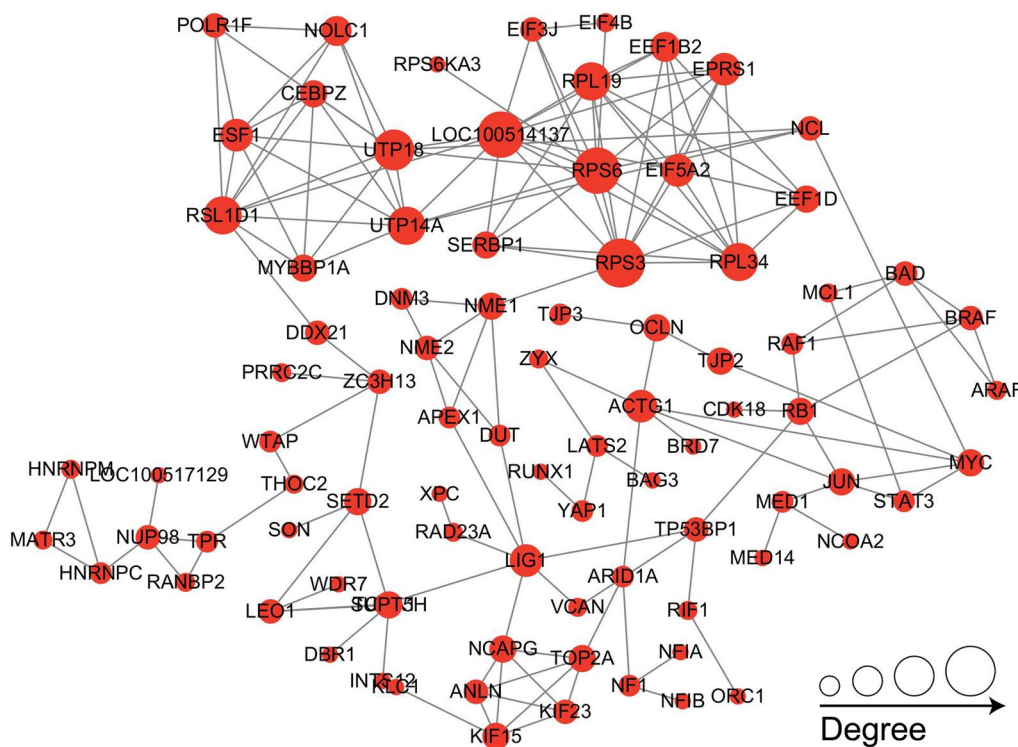 POLR1F
NOLC1
EIF3J
EIF4B
EEF1B2
RPS6KA3
EPRS1
RPL19
CEBPZ
NCL
ESF1
LOC100514137
UTP18
RPS6
EIF5A2
EEF1D
RSL1D1
UTP14A
SERBP1
MYBBP1A
RPS3
RPL34
BAD
MCL1
DNM3
NME1
TJP3
OCLN
BRAF
DDX21
RAF1
NME2
ZYX
TJP2
PRRC2C
ZC3H13
ARAF
ACTG1
CDK18
RB1
APEX1
WTAP
DUT
LATS2
BRD7
HNRNPM
LOC100517129
RUNX1
BAG3
MYC
THOC2
XPC
JUN
SETD2
YAP1
MED1
STAT3
SON
RAD23A
TP53BP1
MATR3
NUP98
TPR
NCOA2
HNRNPC
RANBP2
LIG1
MED14
WDR7
ARID1A
LEO1
SUPT5H
VCAN
RIF1
DBR1
NCAPG
TOP2A
NFIA
INTS12
KLC1
ANLN
NF1
NFIB
ORC1
KIF23
KIF15
Degree